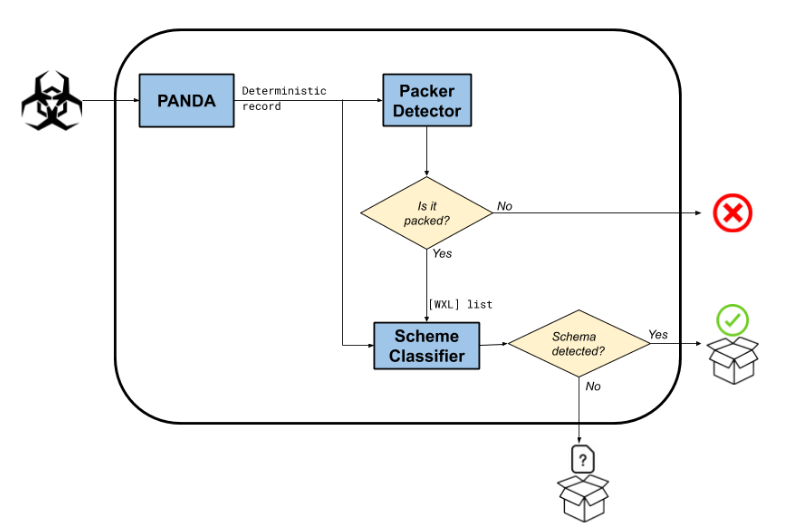 PANDA
Deterministic
record
Packer
Detector
Is it
packed?
No
Yes
[WXL] list
Scheme
Classifier
Schema
detected?
Yes
No
?